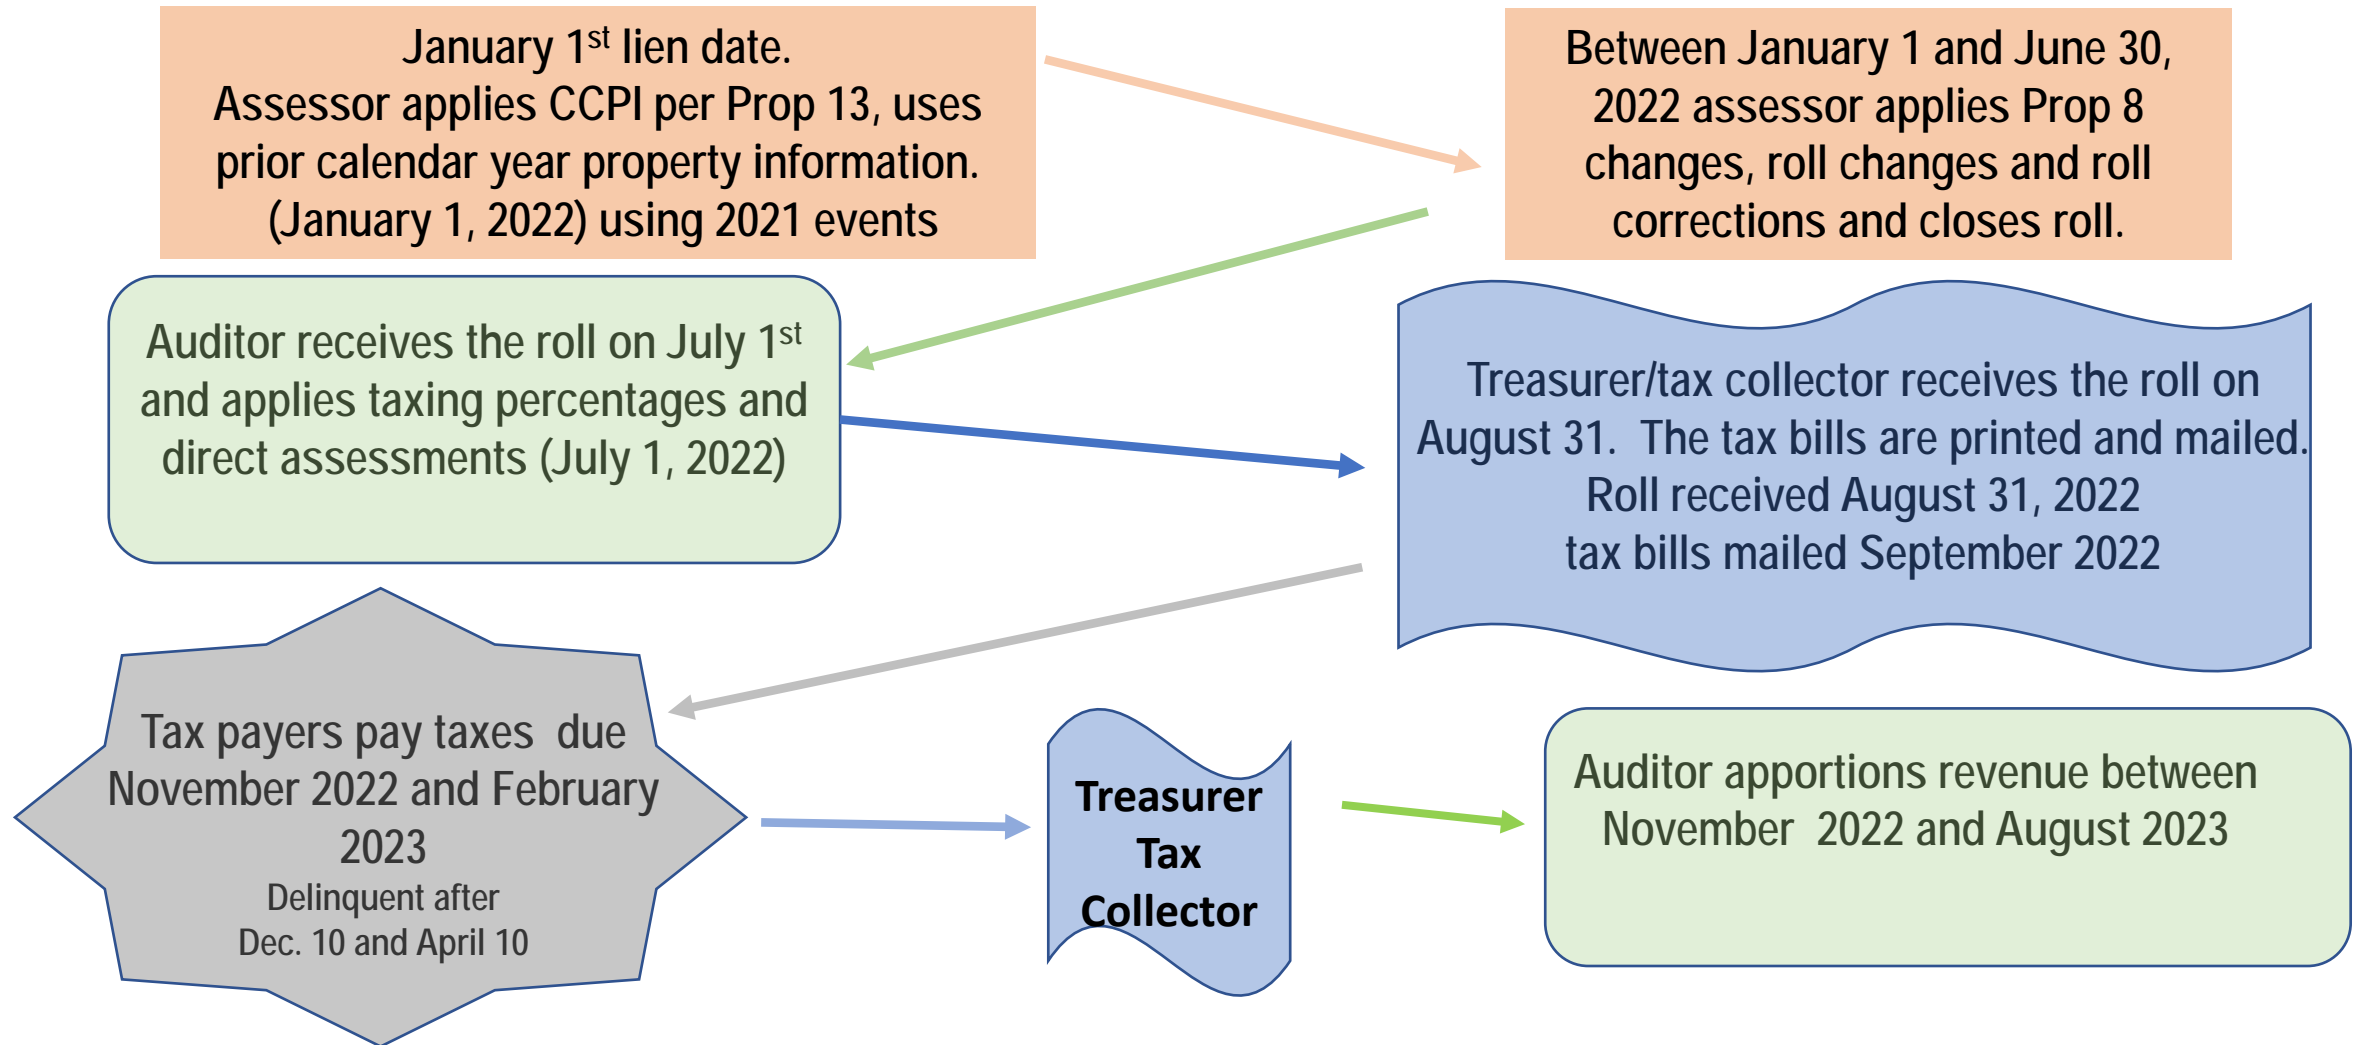 January 1st lien date.
Assessor applies CCPI per Prop 13, uses
prior calendar year property information.
(January 1, 2022) using 2021 events
Between January 1 and June 30,
2022 assessor applies Prop 8
changes, roll changes and roll
corrections and closes roll.
Auditor receives the roll on July 1st
and applies taxing percentages and
direct assessments (July 1, 2022)
Treasurer/tax collector receives the roll on
August 31.  The tax bills are printed and mailed.
Roll received August 31, 2022
tax bills mailed September 2022
Tax payers pay taxes  due
November 2022 and February
2023
Delinquent after
Dec. 10 and April 10
Treasurer
Tax
Collector
Auditor apportions revenue between
November  2022 and August 2023